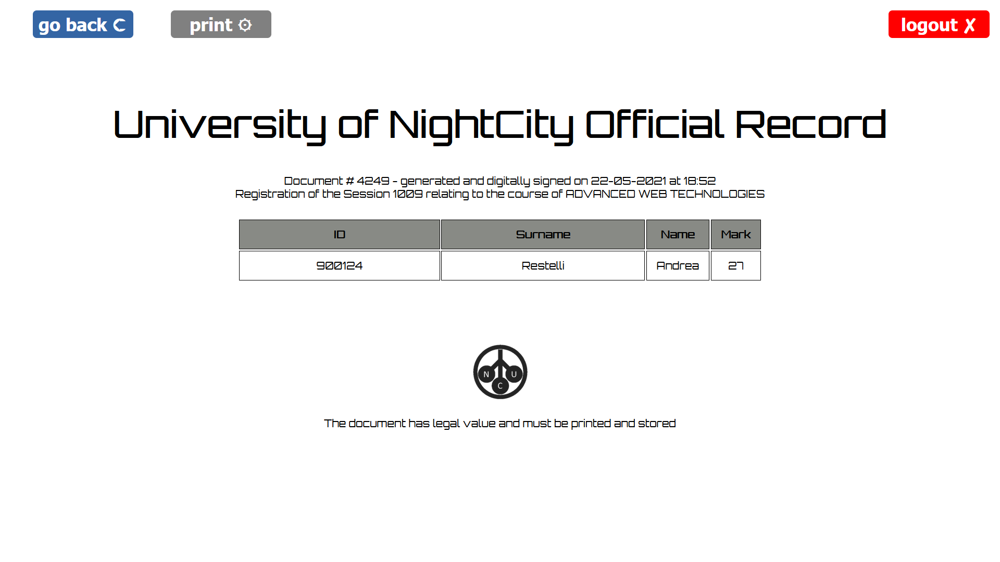 go back
print
logout ✗
University of NightCity Official Record
Document # 4249 - generated and digitally signed on 22-05-2021 at 18:52
Registration of the Session 1009 relating to the course of ADVANCED WEB TECHNOLOGIES
ID Surname Name Mark
900124 Restelli Andrea 27
N U
C
The document has legal value and must be printed and stored